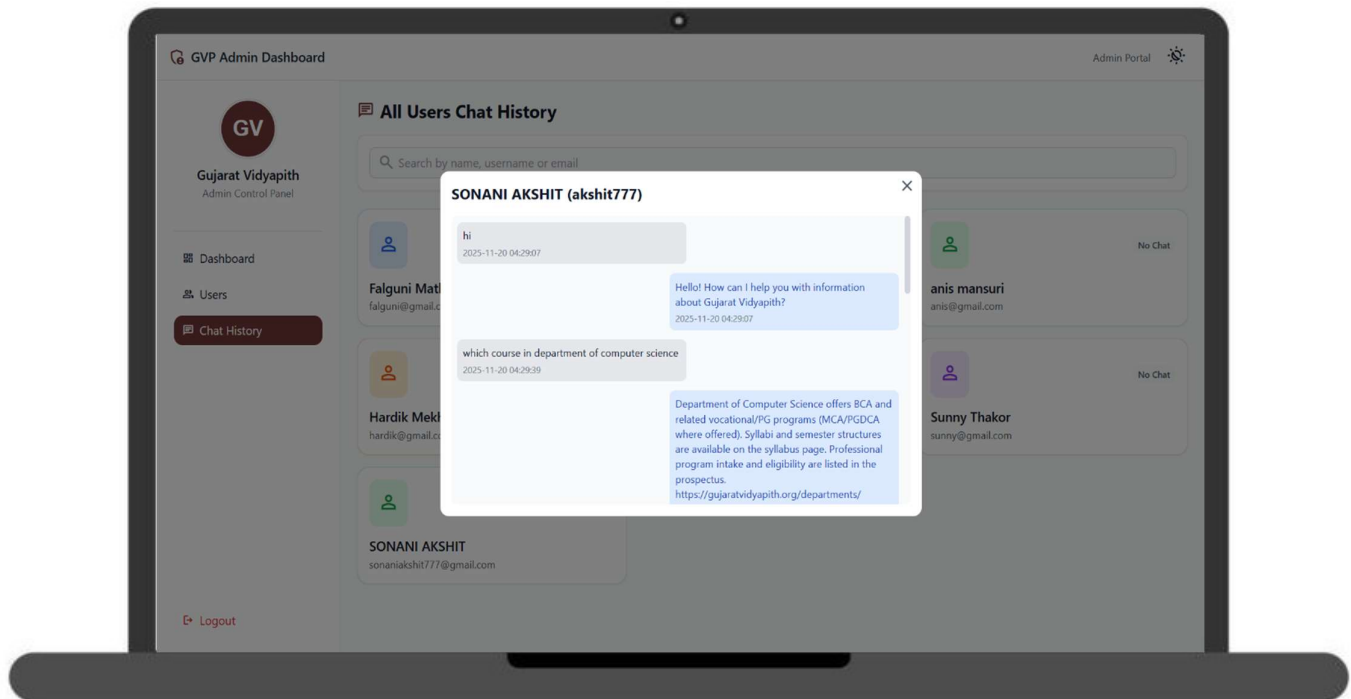 GVP Admin Dashboard
Admin Portal
GV
Gujarat Vidyapith
Admin Control Panel
Dashboard
Users
Chat History
Logout
All Users Chat History
Search by name, username or email
Falguni
falguni@gmail.c
No Chat
anis mansuri
anis@gmail.com
Hardik
hardik@gmail.c
No Chat
Sunny Thakor
sunny@gmail.com
SONANI AKSHIT
sonaniakshit777@gmail.com
SONANI AKSHIT (akshit777)
hi
2025-11-20 04:29:07
Hello! How can I help you with information
about Gujarat Vidyapith?
2025-11-20 04:29:07
which course in department of computer science
2025-11-20 04:29:39
Department of Computer Science offers BCA and
related vocational/PG programs (MCA/PGDCA
where offered). Syllabi and semester structures
are available on the syllabus page. Professional
program intake and eligibility are listed in the
prospectus.
https://gujaratvidyapith.org/departments/